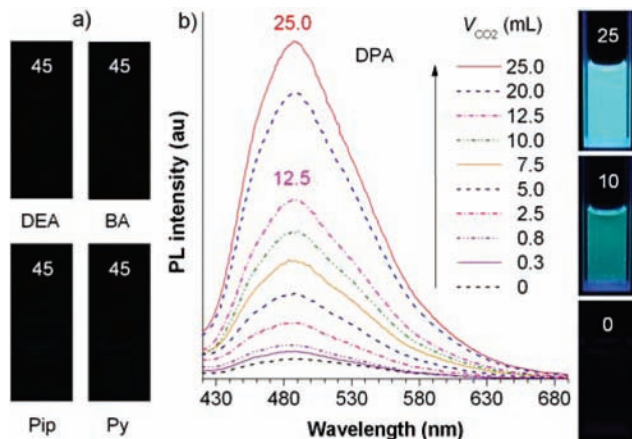 a)
45
45
DEA
BA
45
45
Pip
Py
b)
25.0
DPA
12.5
V_CO2 (mL)
25.0
20.0
12.5
10.0
7.5
5.0
2.5
0.8
0.3
0
PL intensity (au)
430 480 530 580 630 680
Wavelength (nm)
25
10
0